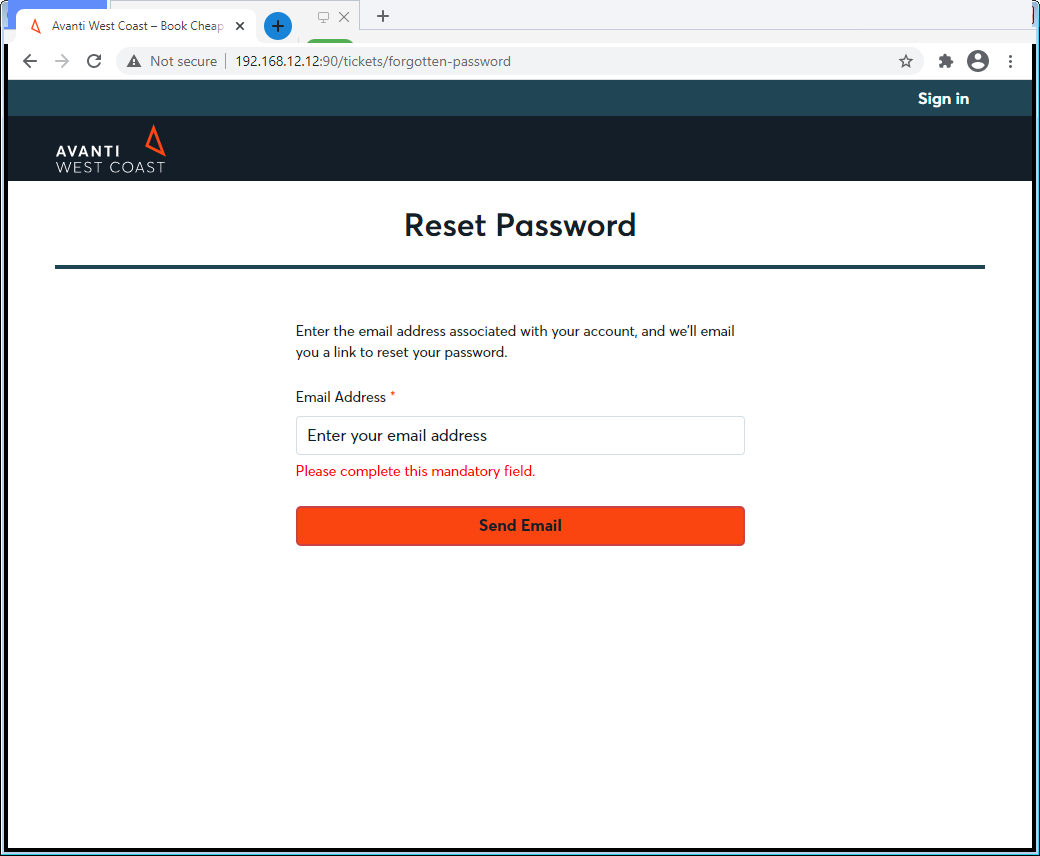 Avanti West Coast – Book Cheap
Not secure
192.168.12.12:90/tickets/forgotten-password
Sign in
AVANTI
WEST COAST
Reset Password
Enter the email address associated with your account, and we'll email
you a link to reset your password.
Email Address *
Enter your email address
Please complete this mandatory field.
Send Email